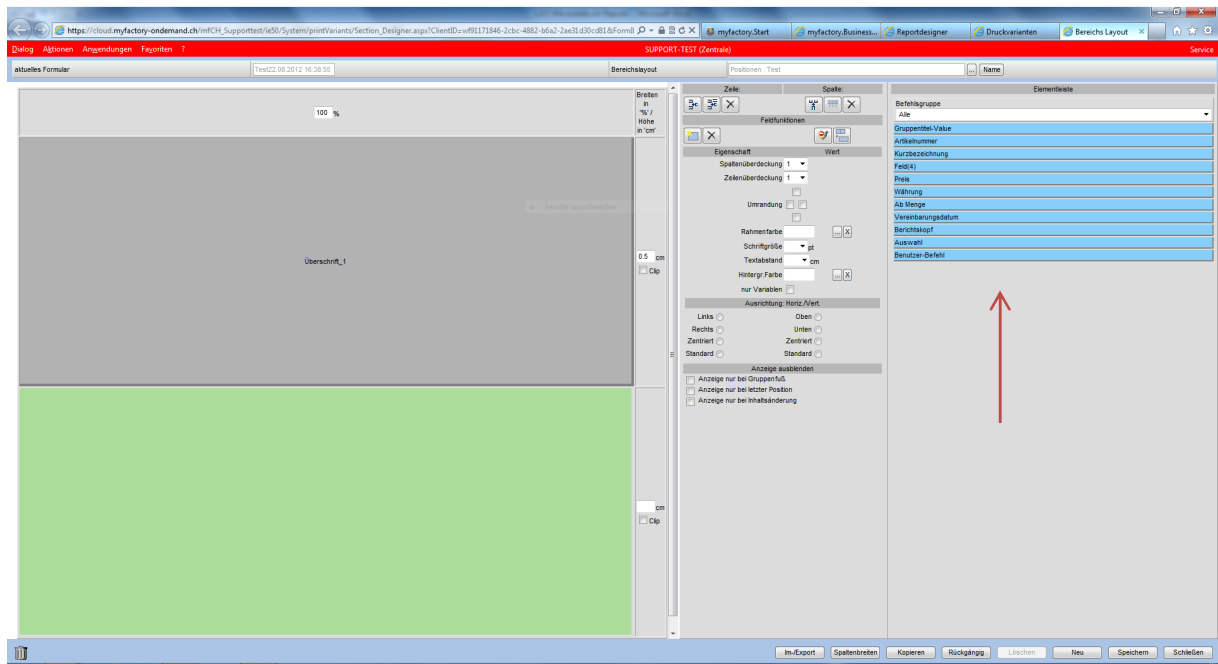 https://cloud.myfactory-ondemand.ch/mfCH_Supporttest/ie50/System/printVariants/Section_Designer.aspx?ClientID=wf91171846-2cbc-4882-b6a2-2ae31d30cd81&FormII
myfactory.Start
myfactory.Business...
Reportdesigner
Druckvarianten
Bereichs Layout
Dialog Aktionen Anwendungen Favoriten ?
SUPPORT-TEST (Zentrale)
Service
aktuelles Formular
Test22.08.2012 16:38:55
Bereichslayout
Positionen : Test
... Name
100 %
Breiten
in
'%' /
Höhe
in 'cm'
Überschrift_1
0.5 cm
Clip
cm
Clip
Zeile: Spalte:
Feldfunktionen
Eigenschaft Wert
Spaltenüberdeckung 1
Zeilenüberdeckung 1
Umrandung
Rahmenfarbe ... X
Schriftgröße pt
Textabstand cm
Hintergr.Farbe ... X
nur Variablen
Ausrichtung: Horiz./Vert.
Links Oben
Rechts Unten
Zentriert Zentriert
Standard Standard
Anzeige ausblenden
Anzeige nur bei Gruppenfuß
Anzeige nur bei letzter Position
Anzeige nur bei Inhaltsänderung
Elementleiste
Befehlsgruppe
Alle
Gruppentitel-Value
Artikelnummer
Kurzbezeichnung
Feld(4)
Preis
Währung
Ab Menge
Vereinbarungsdatum
Berichtskopf
Auswahl
Benutzer-Befehl
Im-/Export Spaltenbreiten Kopieren Rückgängig Löschen Neu Speichern Schließen